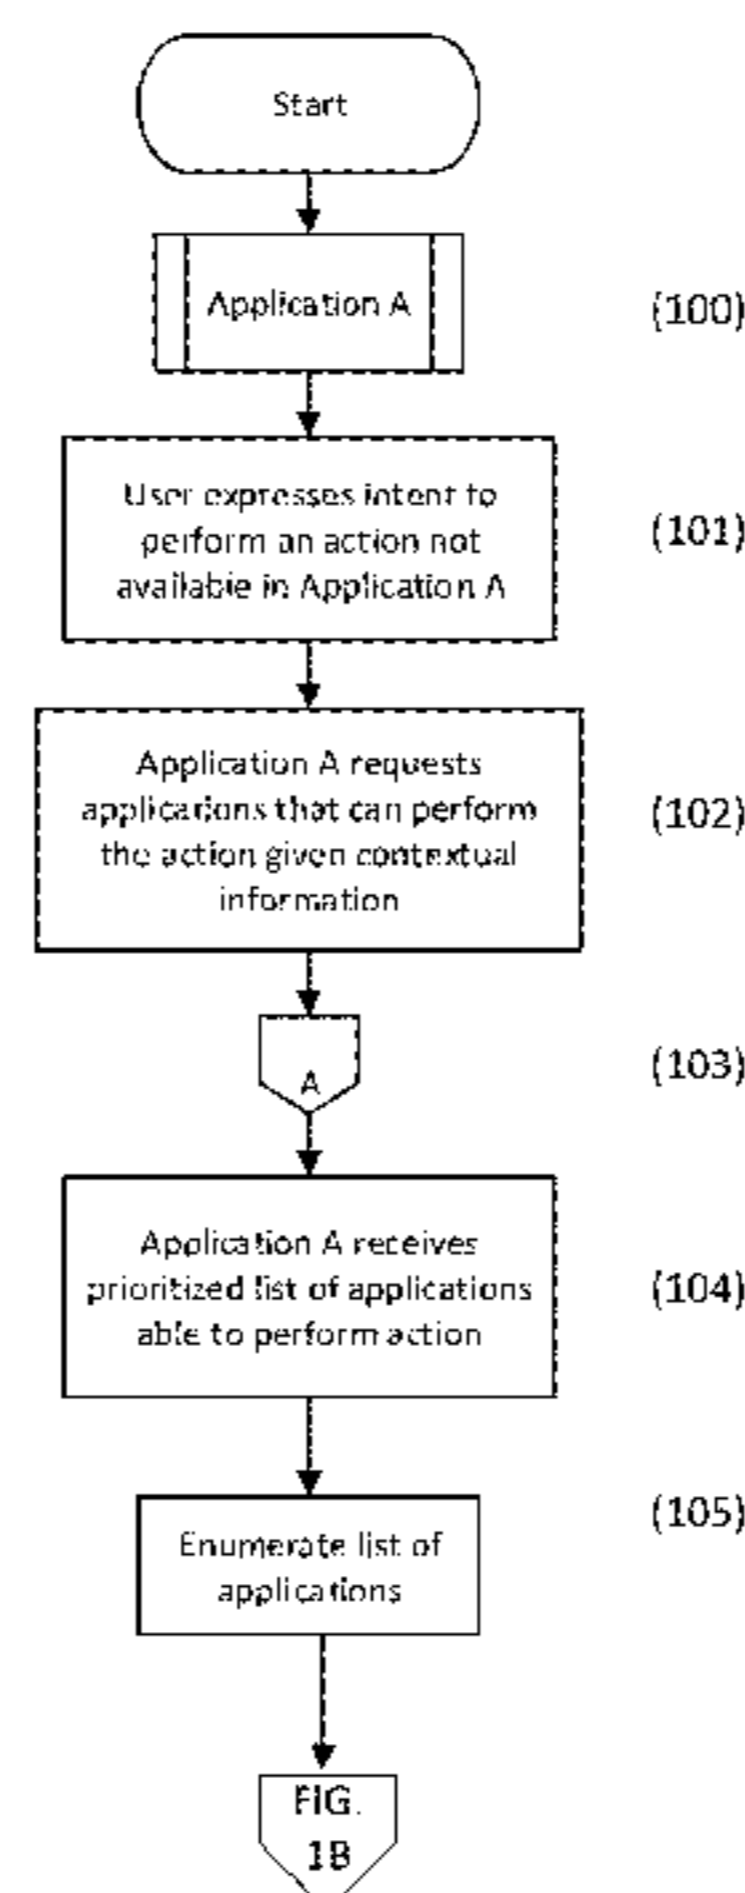 Start
Application A
(100)
User expresses intent to
perform an action not
available in Application A
(101)
Application A requests
applications that can perform
the action given contextual
information
(102)
A
(103)
Application A receives
prioritized list of applications
able to perform action
(104)
Enumerate list of
applications
(105)
FIG.
1B